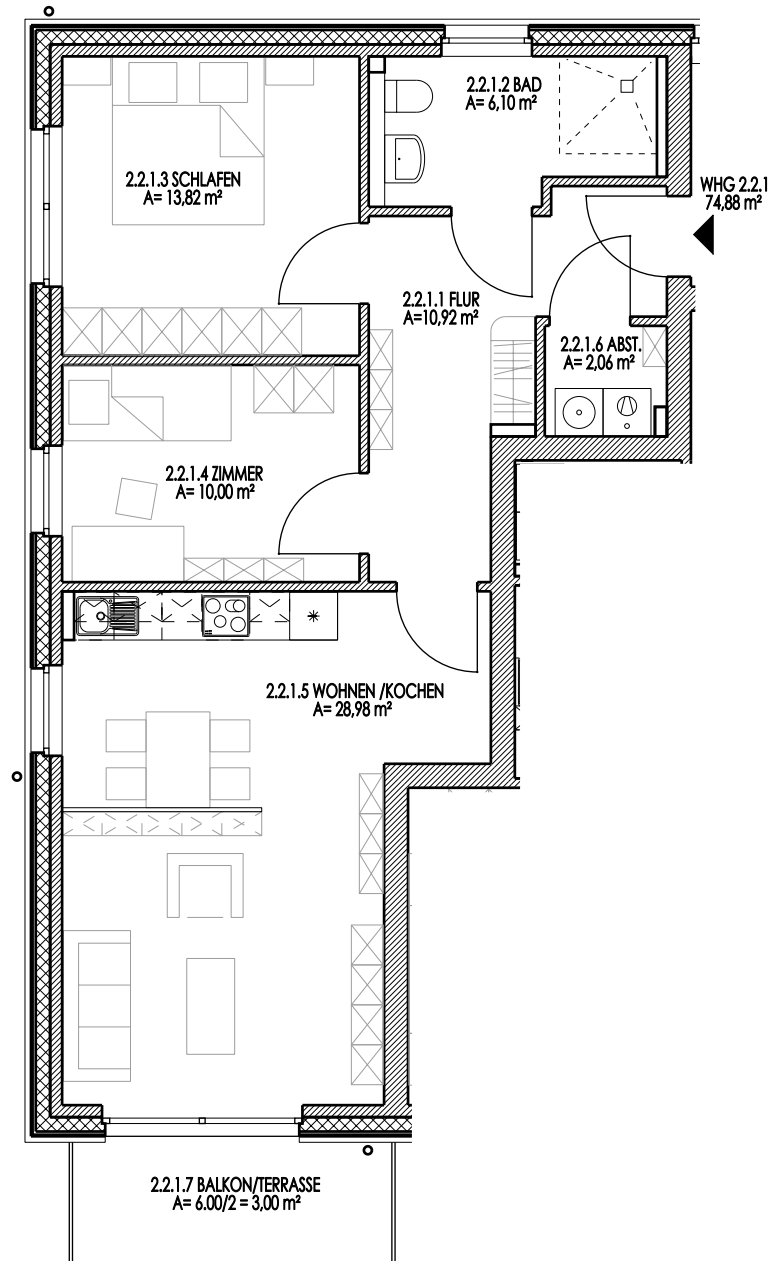 2.2.1.2 BAD
A= 6,10 m²
2.2.1.3 SCHLAFEN
A= 13,82 m²
WHG 2.2.1
74,88 m²
2.2.1.1 FLUR
A=10,92 m²
2.2.1.6 ABST.
A= 2,06 m²
2.2.1.4 ZIMMER
A= 10,00 m²
2.2.1.5 WOHNEN /KOCHEN
A= 28,98 m²
2.2.1.7 BALKON/TERRASSE
A= 6.00/2 = 3,00 m²